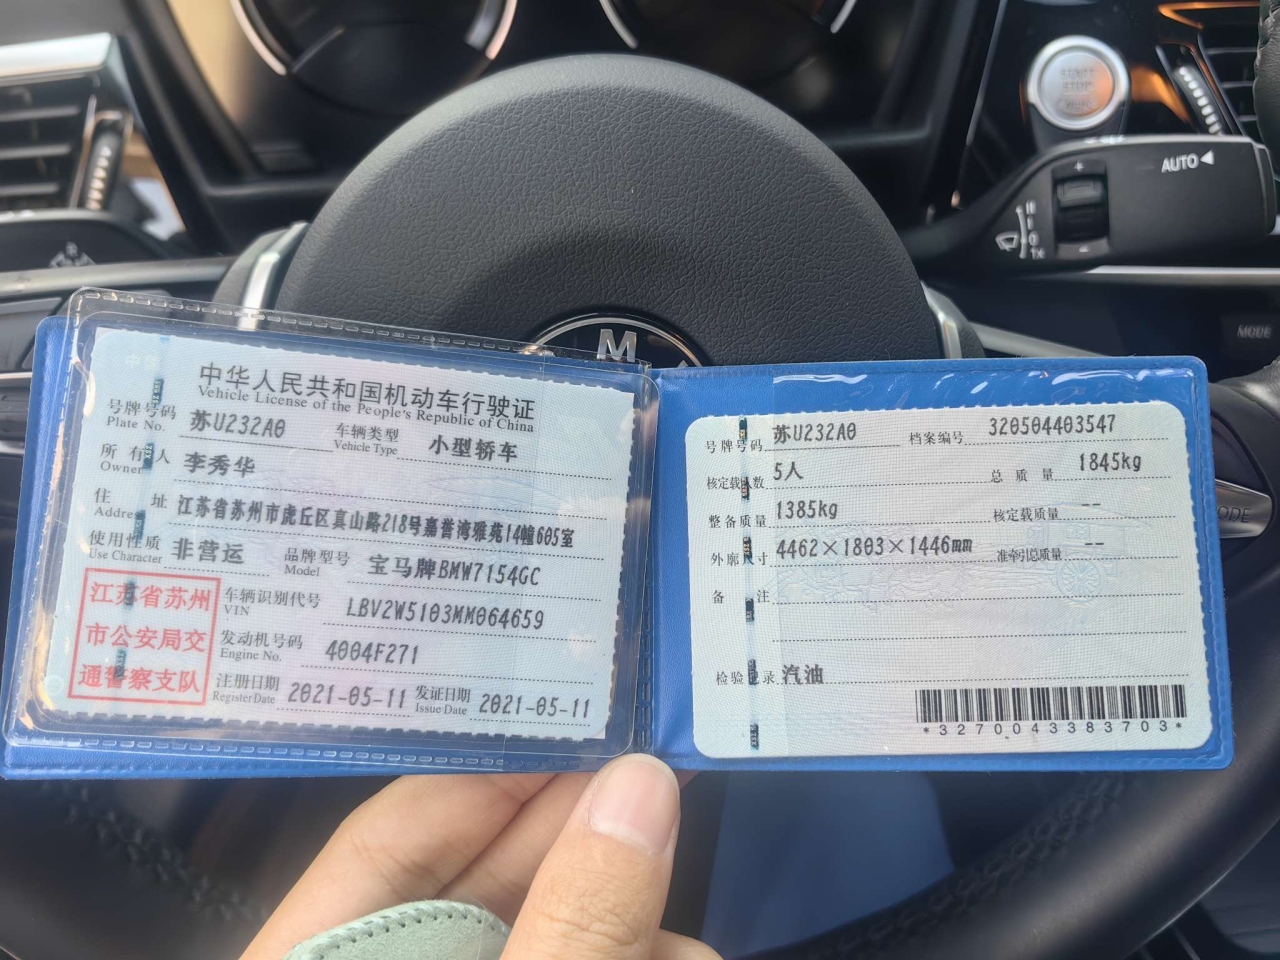 START
STOP
AUTO
MODE
M
中华人民共和国机动车行驶证
Vehicle License of the People's Republic of China
号牌号码 苏U232A0 车辆类型 小型轿车
Plate No. Vehicle Type
所有人 李秀华
Owner
住址 江苏省苏州市虎丘区真山路218号嘉誉湾雅苑14幢605室
Address
使用性质 非营运 品牌型号 宝马牌BMW7154GC
Use Character Model
江苏省苏州
市公安局交
通警察支队
车辆识别代号 LBV2W5103MM064659
VIN
发动机号码 4004F271
Engine No.
注册日期 2021-05-11 发证日期 2021-05-11
Register Date Issue Date
号牌号码 苏U232A0 档案编号 320504403547
核定载人数 5人 总质量 1845kg
整备质量 1385kg 核定载质量 --
外廓尺寸 4462×1803×1446mm 准牵引总质量 --
备注
检验记录 汽油
*3270043383703*